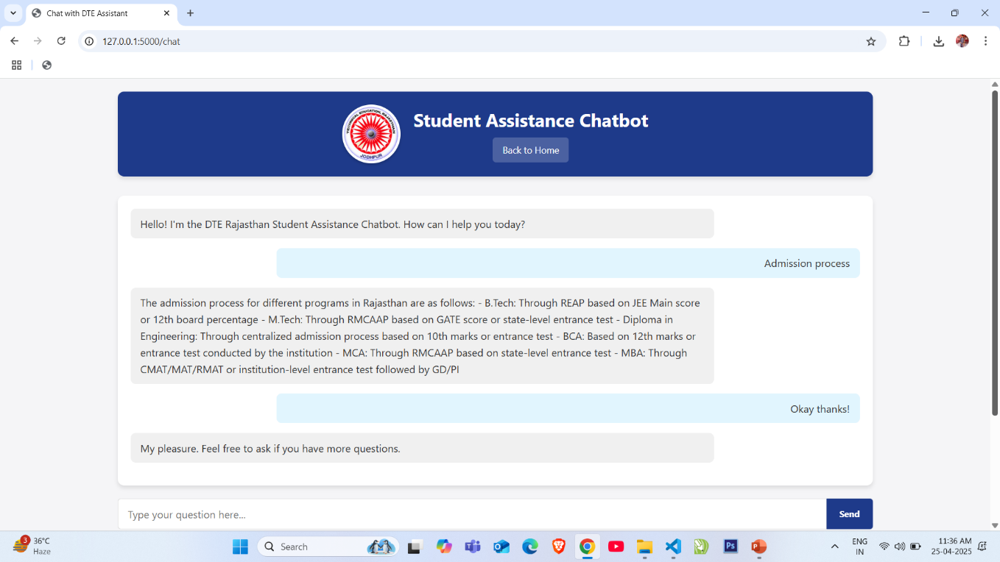 Chat with DTE Assistant
127.0.0.1:5000/chat
TECHNICAL EDUCATION, RAJASTHAN
JODHPUR
Student Assistance Chatbot
Back to Home
Hello! I'm the DTE Rajasthan Student Assistance Chatbot. How can I help you today?
Admission process
The admission process for different programs in Rajasthan are as follows: - B.Tech: Through REAP based on JEE Main score
or 12th board percentage - M.Tech: Through RMCAAP based on GATE score or state-level entrance test - Diploma in
Engineering: Through centralized admission process based on 10th marks or entrance test - BCA: Based on 12th marks or
entrance test conducted by the institution - MCA: Through RMCAAP based on state-level entrance test - MBA: Through
CMAT/MAT/RMAT or institution-level entrance test followed by GD/PI
Okay thanks!
My pleasure. Feel free to ask if you have more questions.
Type your question here...
Send
3
36°C
Haze
Search
Ps
P
ENG
IN
11:36 AM
25-04-2025